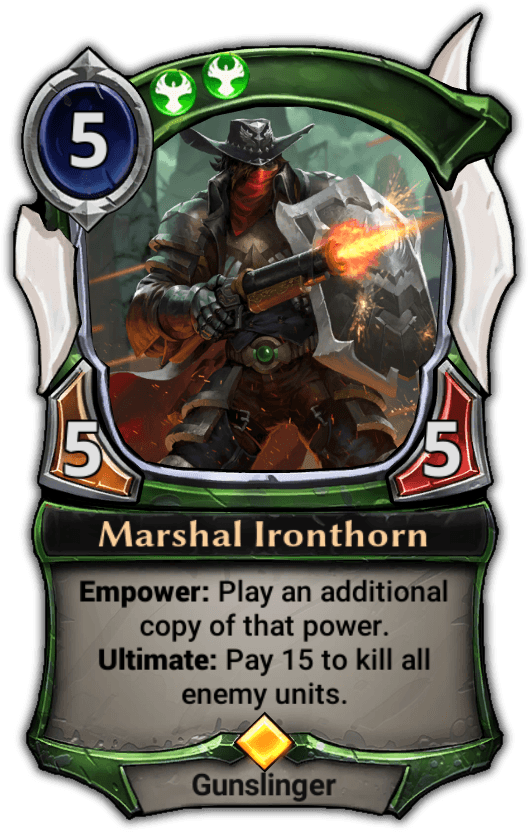 5
5
5
Marshal Ironthorn
Empower: Play an additional
copy of that power.
Ultimate: Pay 15 to kill all
enemy units.
Gunslinger